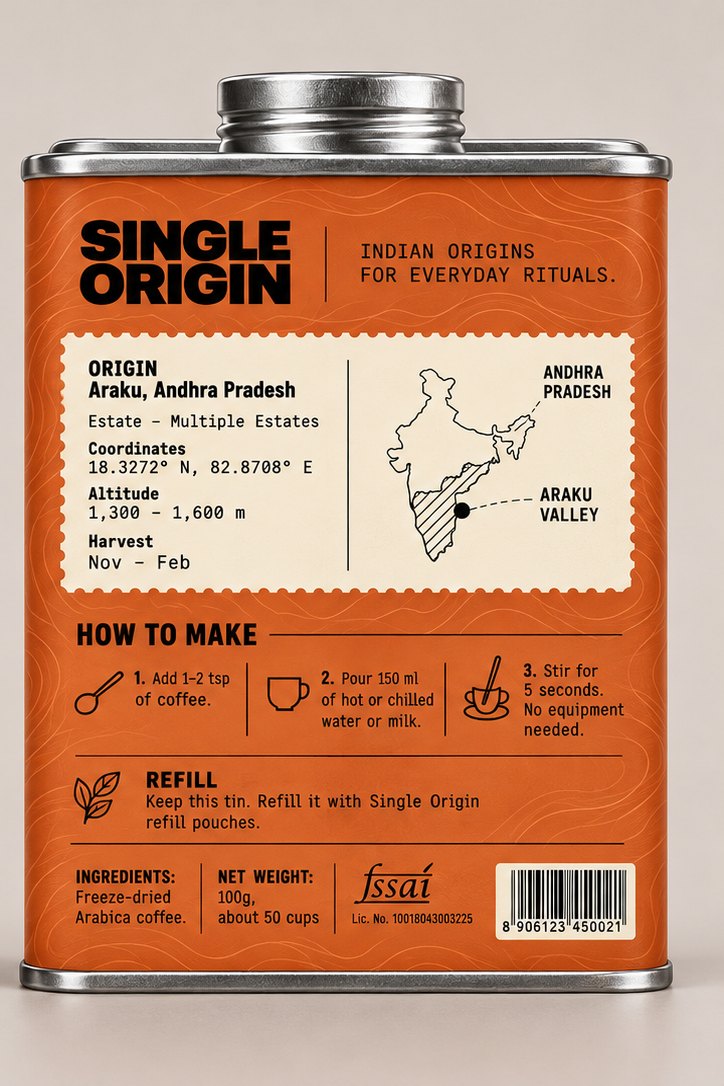 SINGLE
ORIGIN
INDIAN ORIGINS
FOR EVERYDAY RITUALS.
ORIGIN
Araku, Andhra Pradesh
Estate – Multiple Estates
Coordinates
18.3272° N, 82.8708° E
Altitude
1,300 – 1,600 m
Harvest
Nov – Feb
ANDHRA
PRADESH
ARAKU
VALLEY
HOW TO MAKE
1. Add 1–2 tsp
of coffee.
2. Pour 150 ml
of hot or chilled
water or milk.
3. Stir for
5 seconds.
No equipment
needed.
REFILL
Keep this tin. Refill it with Single Origin
refill pouches.
INGREDIENTS:
Freeze-dried
Arabica coffee.
NET WEIGHT:
100g,
about 50 cups
fssaí
Lic. No. 10018043003225
8 906123 450021